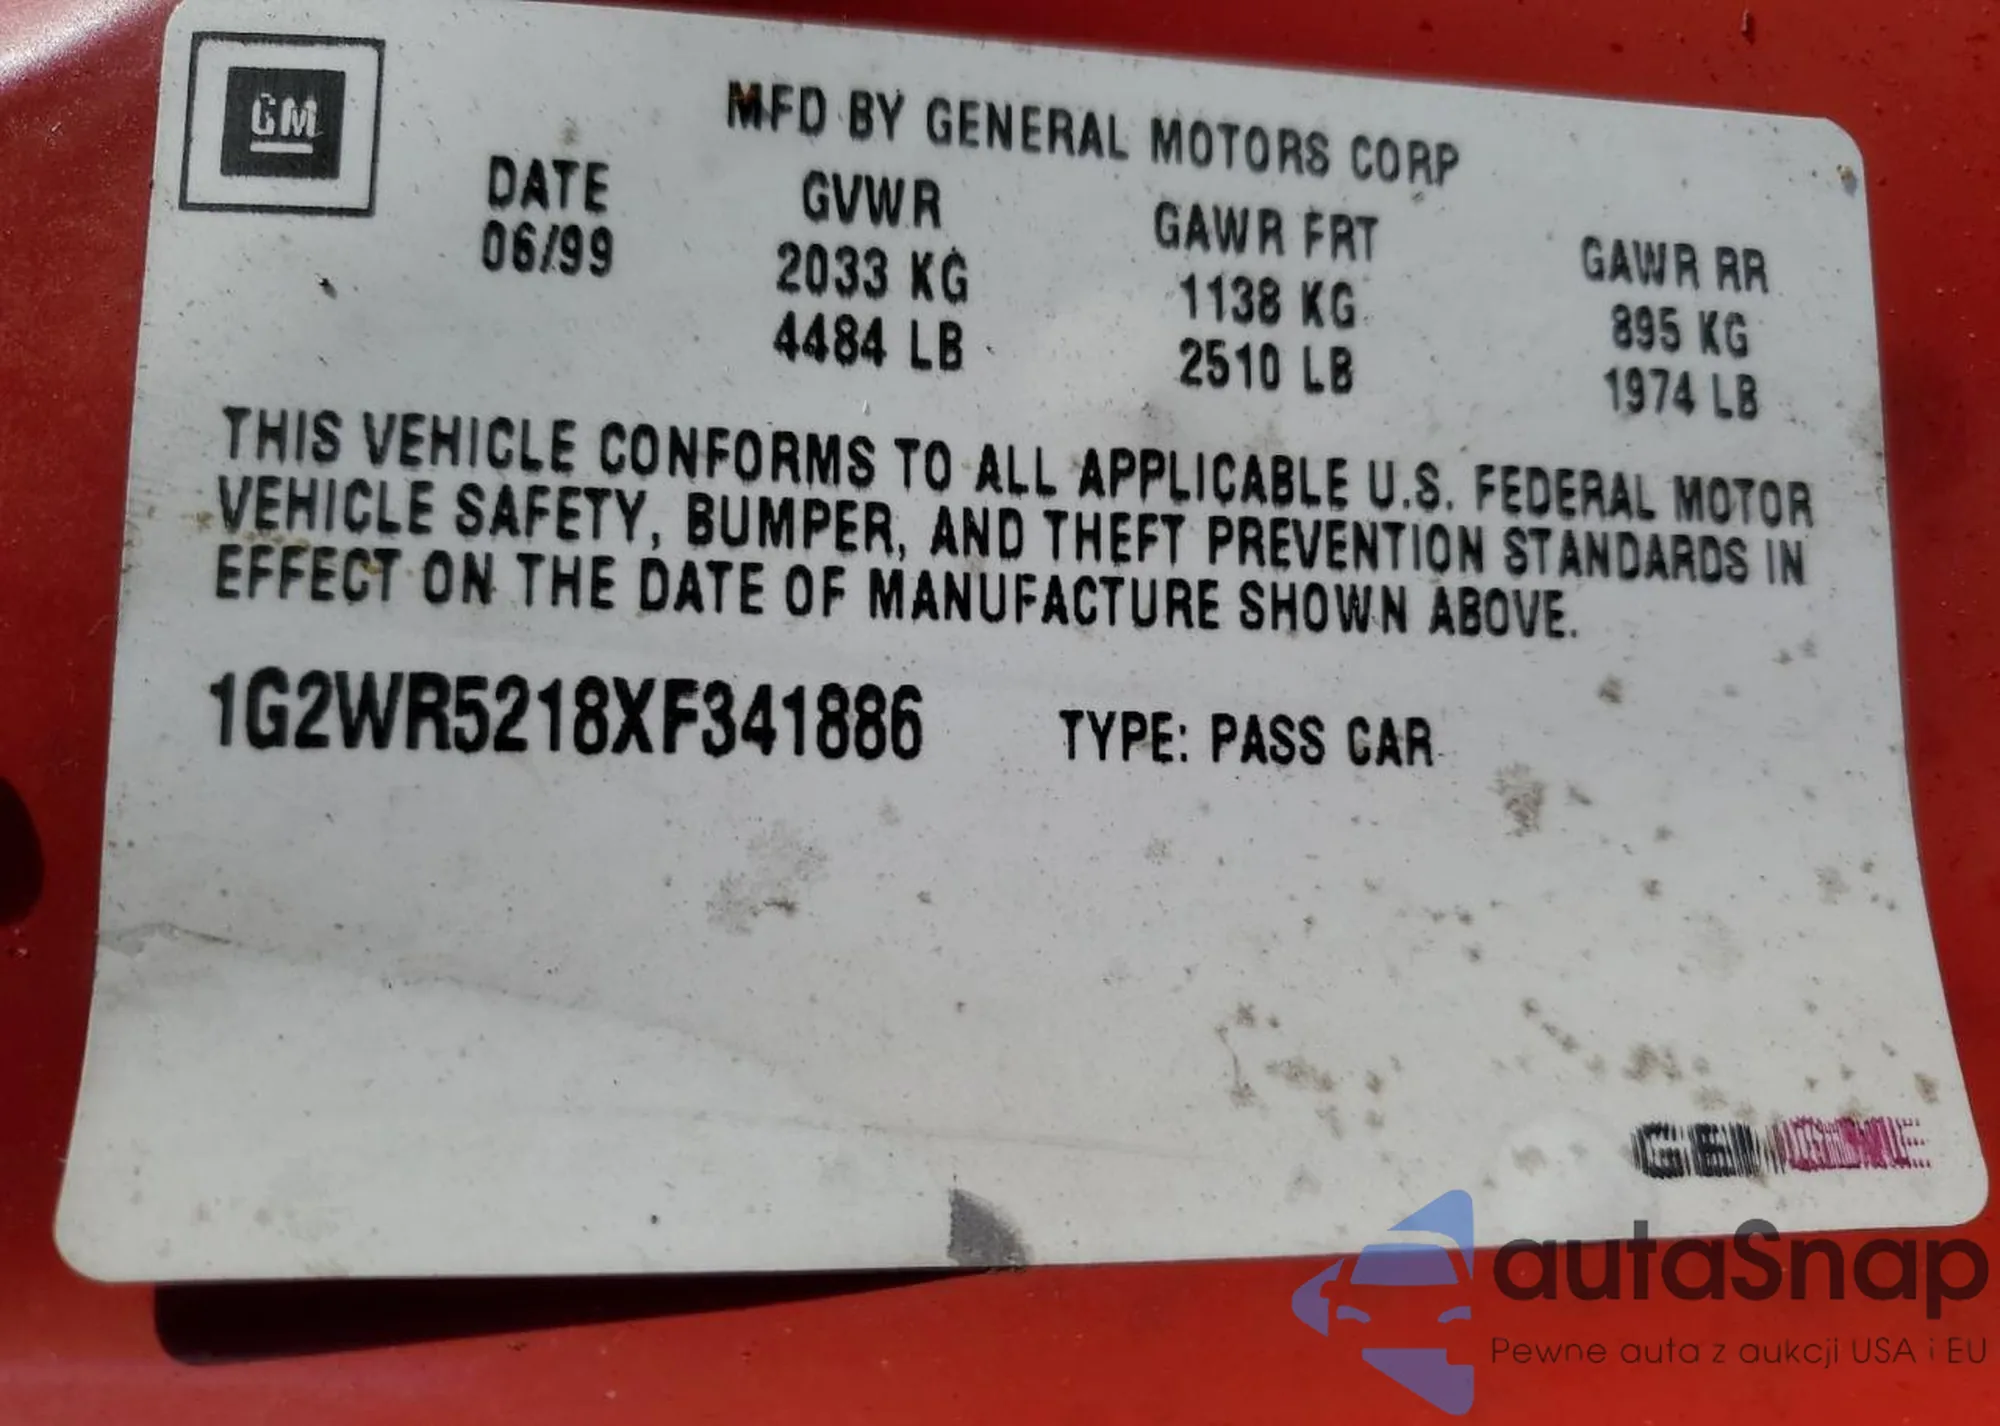 GM
MFD BY GENERAL MOTORS CORP
DATE GVWR GAWR FRT GAWR RR
06/99 2033 KG 1138 KG 895 KG
4484 LB 2510 LB 1974 LB
THIS VEHICLE CONFORMS TO ALL APPLICABLE U.S. FEDERAL MOTOR
VEHICLE SAFETY, BUMPER, AND THEFT PREVENTION STANDARDS IN
EFFECT ON THE DATE OF MANUFACTURE SHOWN ABOVE.
1G2WR5218XF341886 TYPE: PASS CAR
autaSnap
Pewne auta z aukcji USA i EU